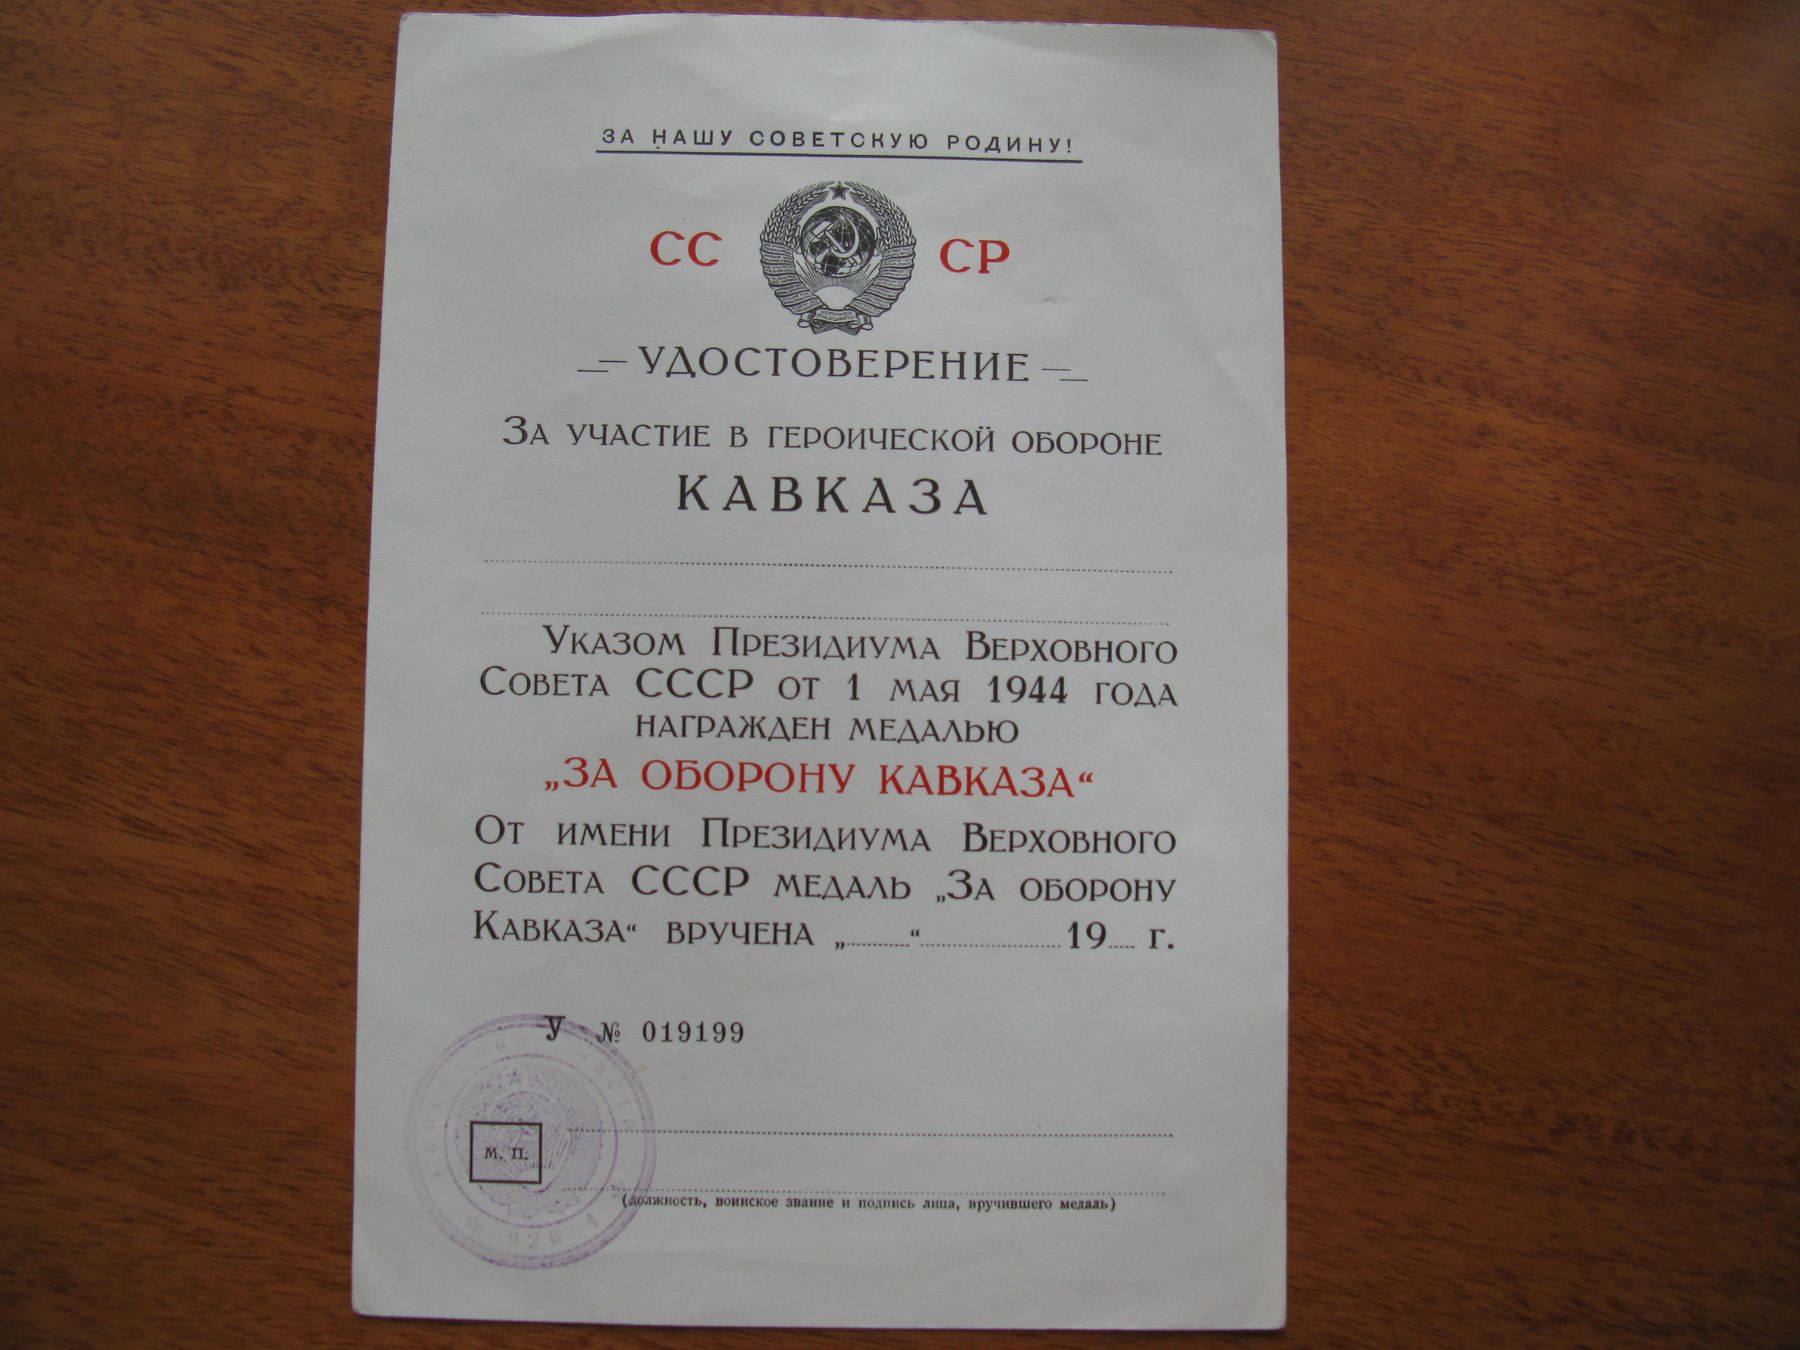 ЗА НАШУ СОВЕТСКУЮ РОДИНУ!
СС СР
УДОСТОВЕРЕНИЕ
ЗА УЧАСТИЕ В ГЕРОИЧЕСКОЙ ОБОРОНЕ
КАВКАЗА
УКАЗОМ ПРЕЗИДИУМА ВЕРХОВНОГО
СОВЕТА СССР ОТ 1 МАЯ 1944 ГОДА
НАГРАЖДЕН МЕДАЛЬЮ
„ЗА ОБОРОНУ КАВКАЗА“
ОТ ИМЕНИ ПРЕЗИДИУМА ВЕРХОВНОГО
СОВЕТА СССР МЕДАЛЬ „ЗА ОБОРОНУ
КАВКАЗА“ ВРУЧЕНА „........“.................. 19.... г.
У № 019199
М. П.
(должность, воинское звание и подпись лица, вручившего медаль)